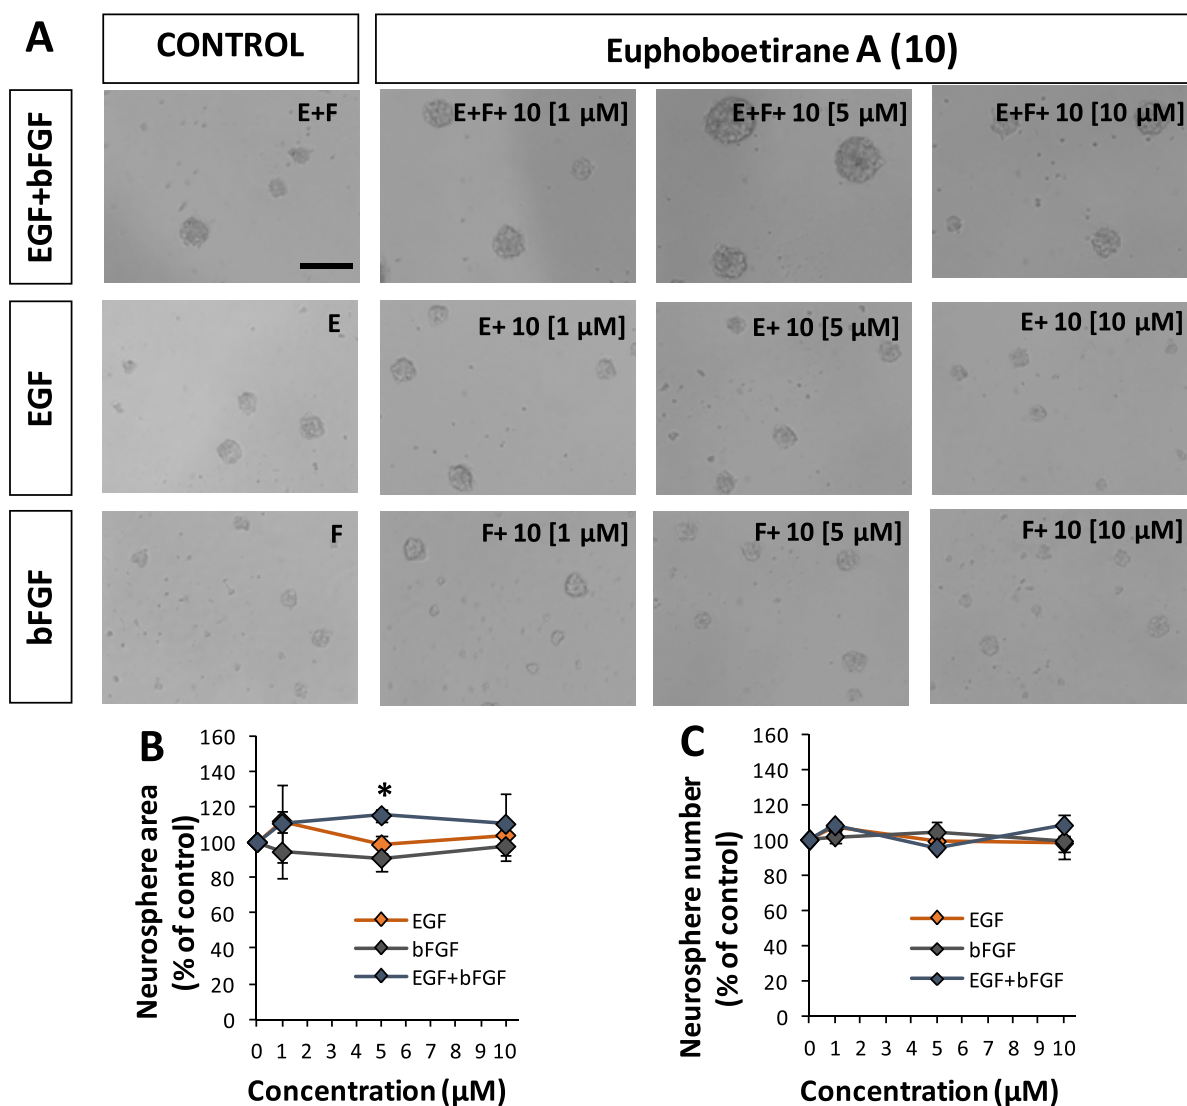 A
CONTROL
Euphoboetirane A (10)
EGF+bFGF
E+F
E+F+ 10 [1 µM]
E+F+ 10 [5 µM]
E+F+ 10 [10 µM]
EGF
E
E+ 10 [1 µM]
E+ 10 [5 µM]
E+ 10 [10 µM]
bFGF
F
F+ 10 [1 µM]
F+ 10 [5 µM]
F+ 10 [10 µM]
B
Neurosphere area
(% of control)
160
140
120
100
80
60
40
20
0
*
EGF
bFGF
EGF+bFGF
0 1 2 3 4 5 6 7 8 9 10
Concentration (µM)
C
Neurosphere number
(% of control)
160
140
120
100
80
60
40
20
0
EGF
bFGF
EGF+bFGF
0 1 2 3 4 5 6 7 8 9 10
Concentration (µM)